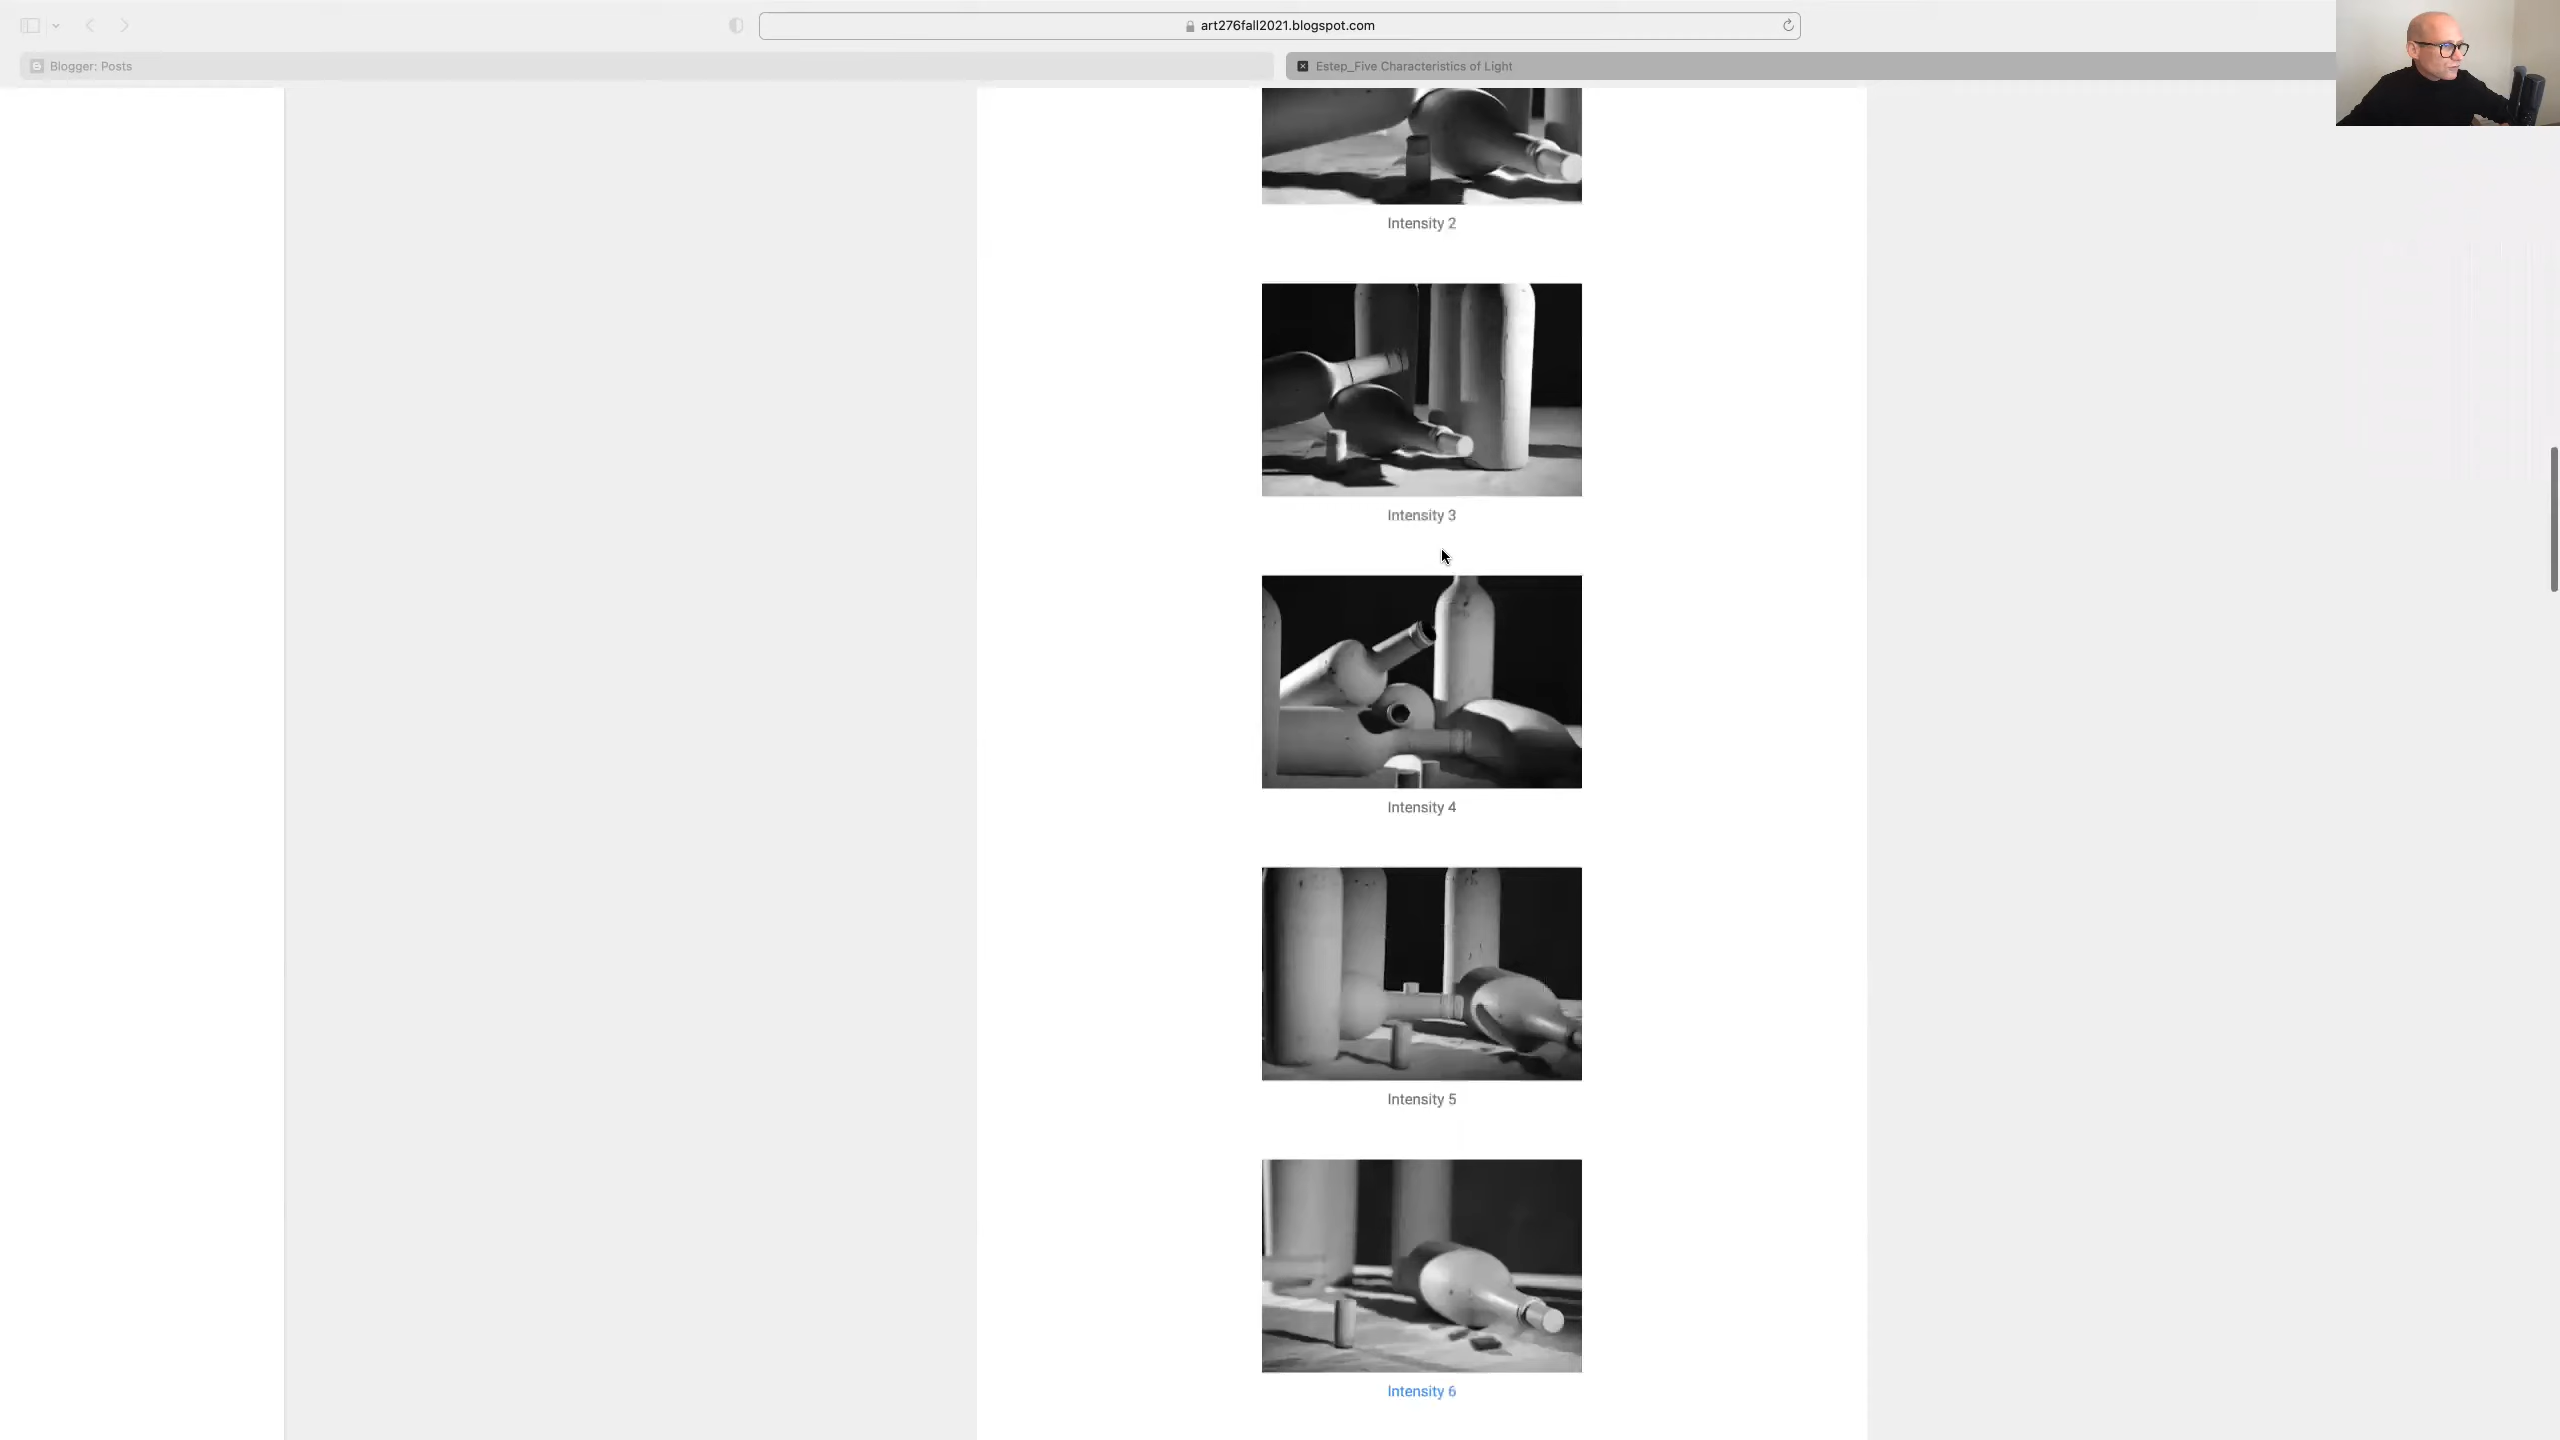 art276fall2021.blogspot.com
Blogger: Posts
Estep_Five Characteristics of Light
Intensity 2
Intensity 3
Intensity 4
Intensity 5
Intensity 6